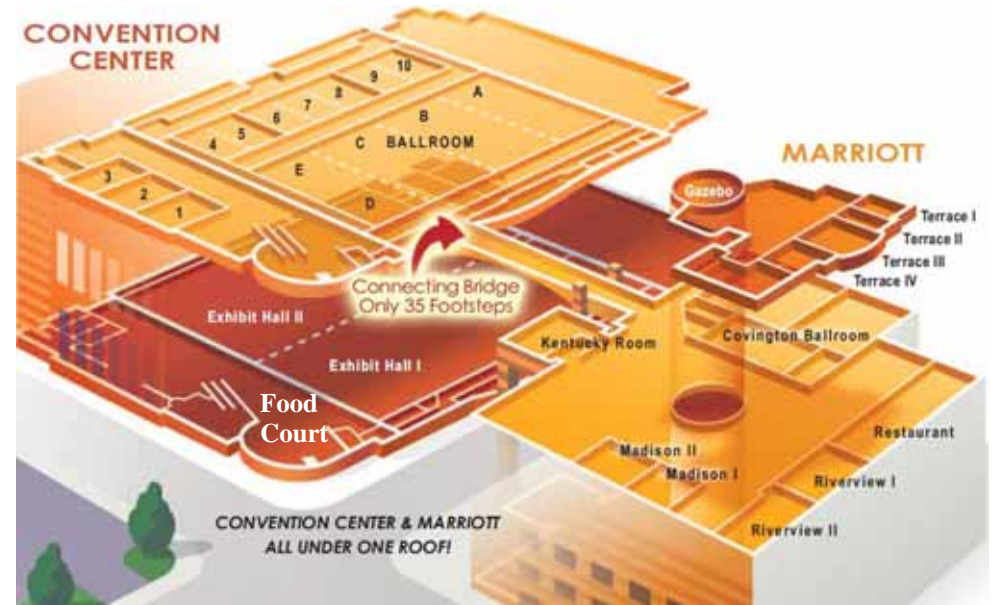 CONVENTION
CENTER
10
9
8
7
6
5
4
A
B
C BALLROOM
E
D
3
2
1
MARRIOTT
Gazebo
Terrace I
Terrace II
Terrace III
Terrace IV
Connecting Bridge
Only 35 Footsteps
Exhibit Hall II
Exhibit Hall I
Kentucky Room
Covington Ballroom
Food
Court
Restaurant
Madison II
Madison I
Riverview I
Riverview II
CONVENTION CENTER & MARRIOTT
ALL UNDER ONE ROOF!